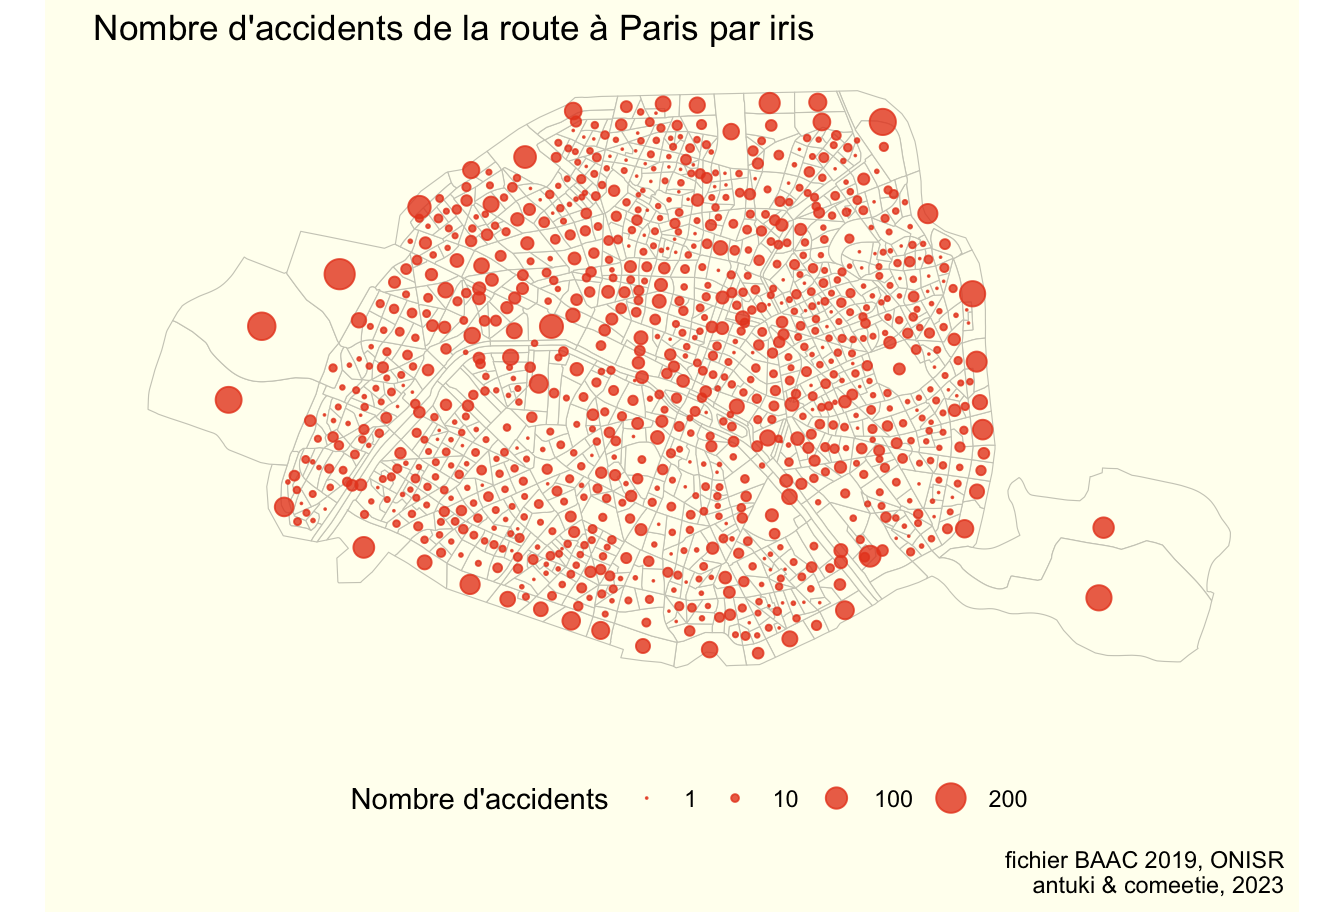 Nombre d'accidents de la route à Paris par iris
Nombre d'accidents 1 10 100 200
fichier BAAC 2019, ONISR
antuki & comeetie, 2023